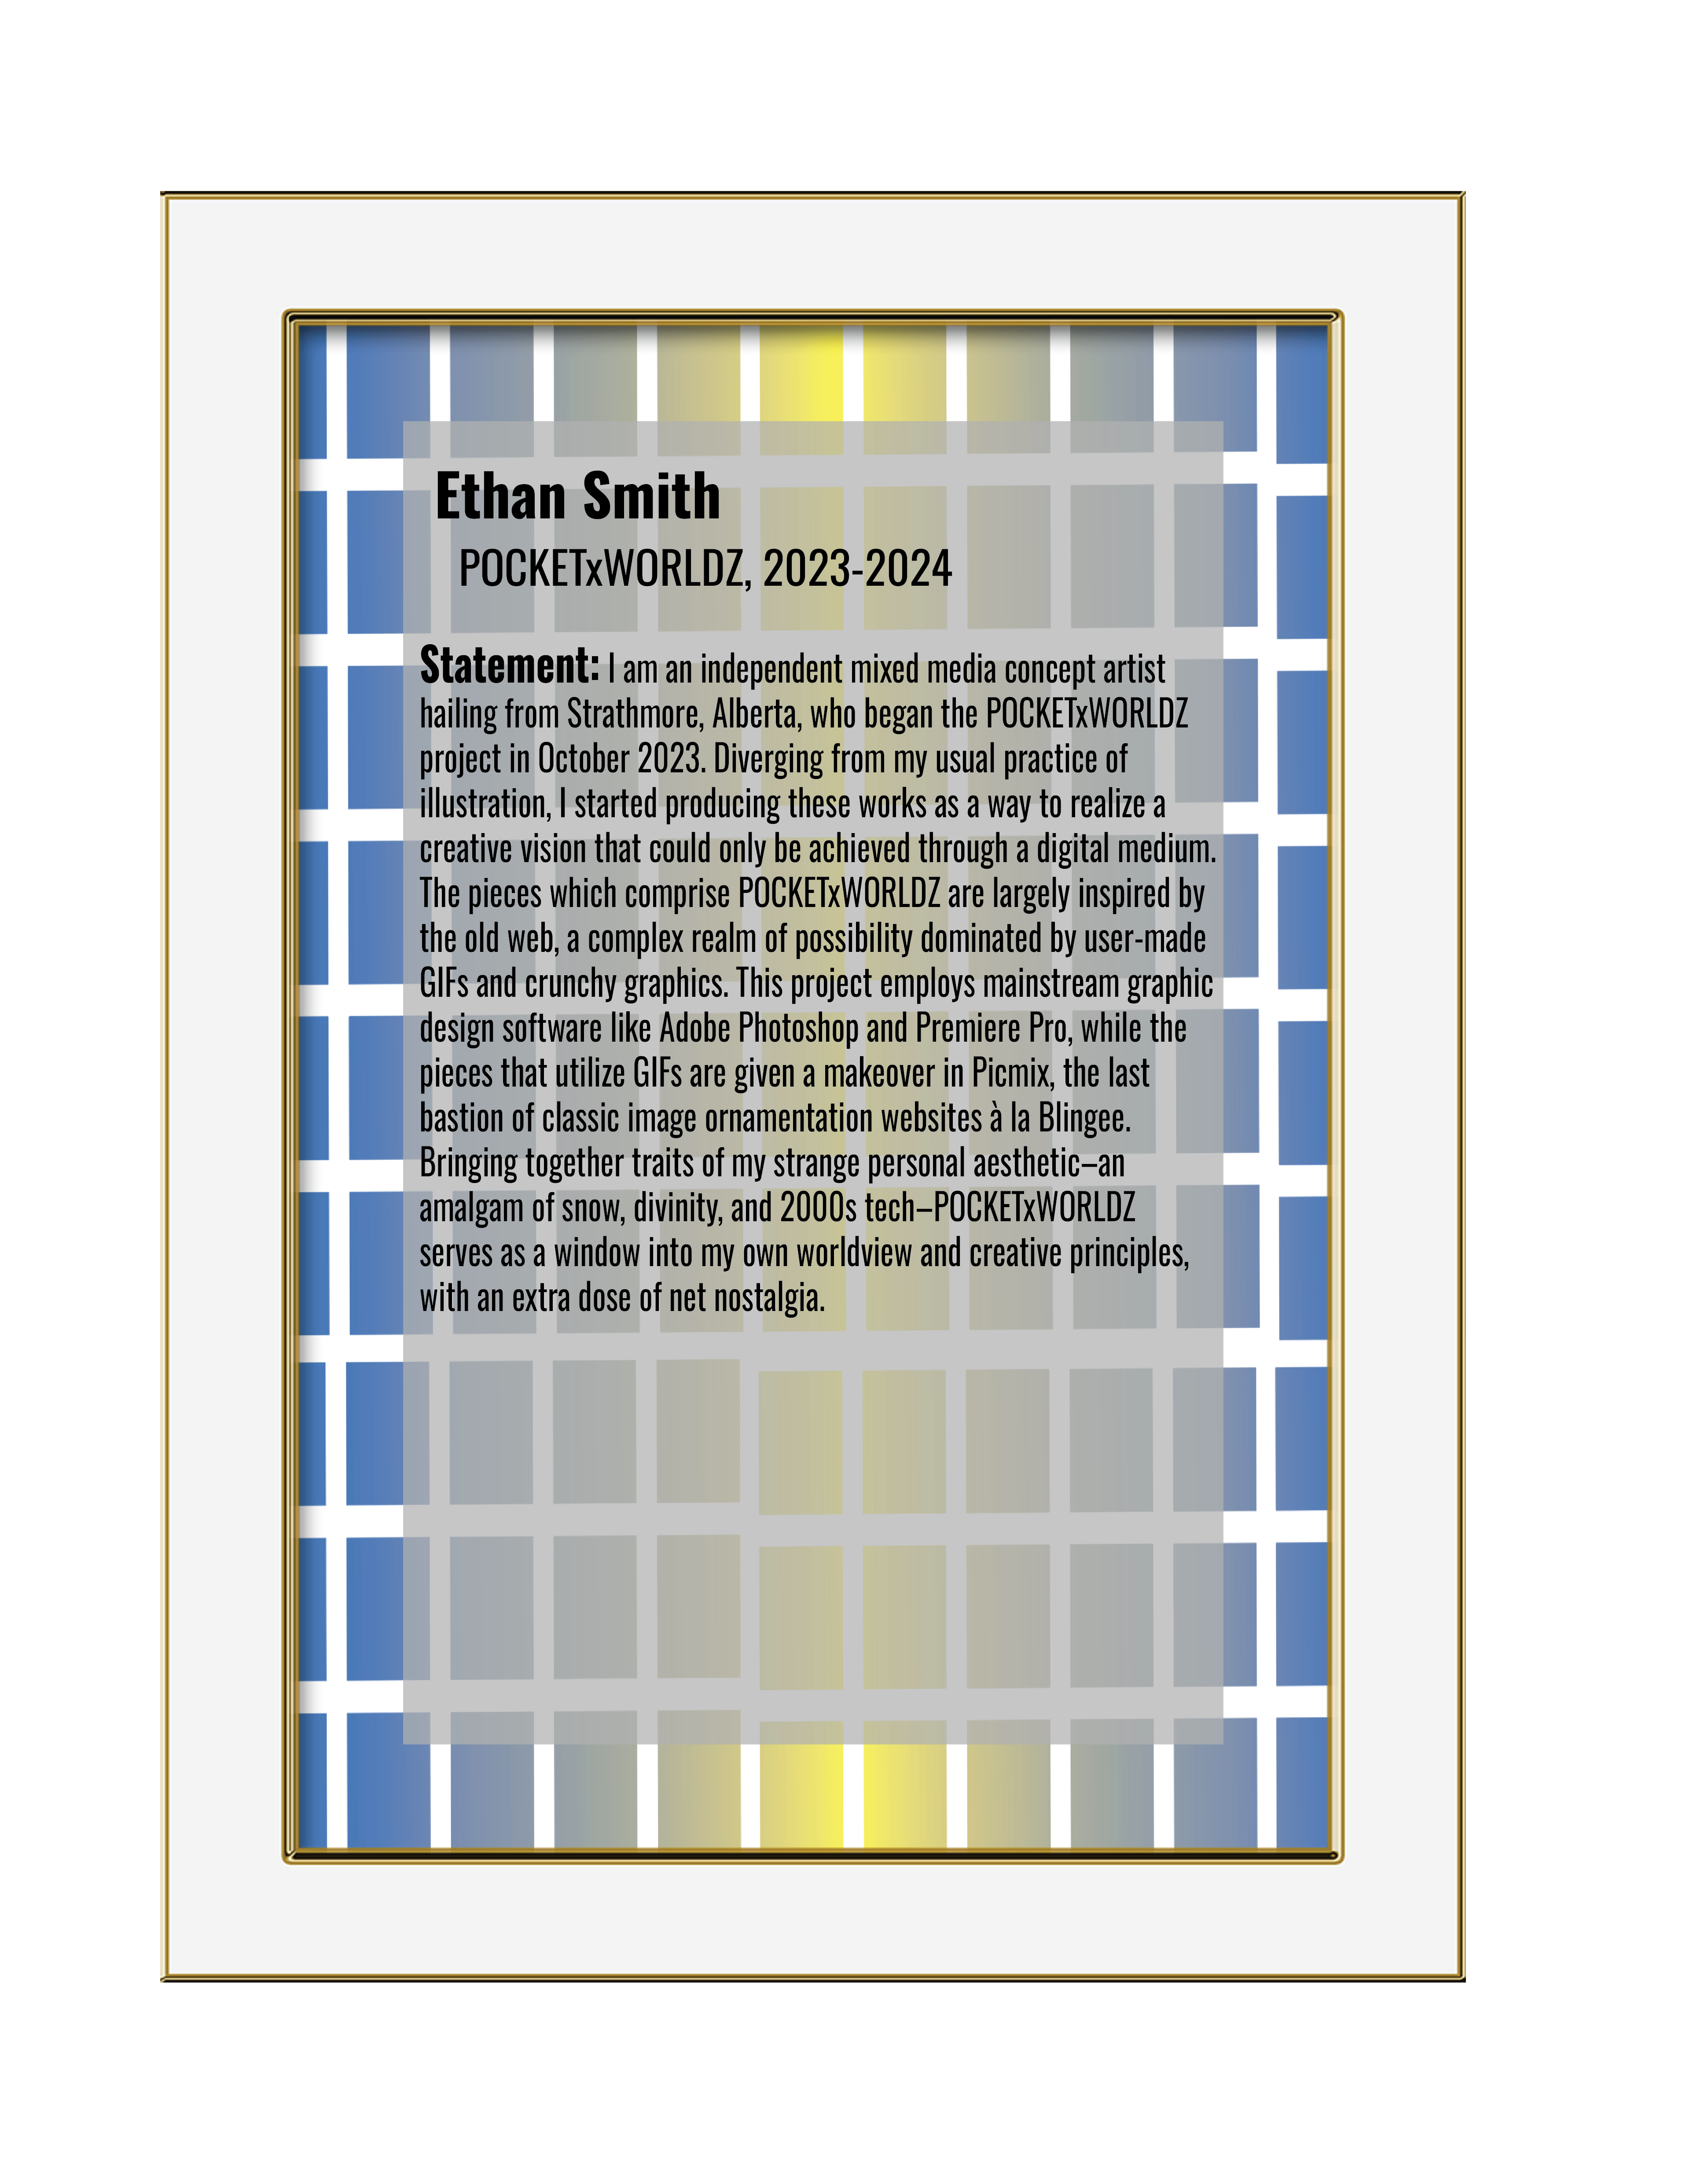 Ethan Smith
POCKETxWORLDZ, 2023-2024
Statement: I am an independent mixed media concept artist
hailing from Strathmore, Alberta, who began the POCKETxWORLDZ
project in October 2023. Diverging from my usual practice of
illustration, I started producing these works as a way to realize a
creative vision that could only be achieved through a digital medium.
The pieces which comprise POCKETxWORLDZ are largely inspired by
the old web, a complex realm of possibility dominated by user-made
GIFs and crunchy graphics. This project employs mainstream graphic
design software like Adobe Photoshop and Premiere Pro, while the
pieces that utilize GIFs are given a makeover in Picmix, the last
bastion of classic image ornamentation websites à la Blingee.
Bringing together traits of my strange personal aesthetic–an
amalgam of snow, divinity, and 2000s tech–POCKETxWORLDZ
serves as a window into my own worldview and creative principles,
with an extra dose of net nostalgia.